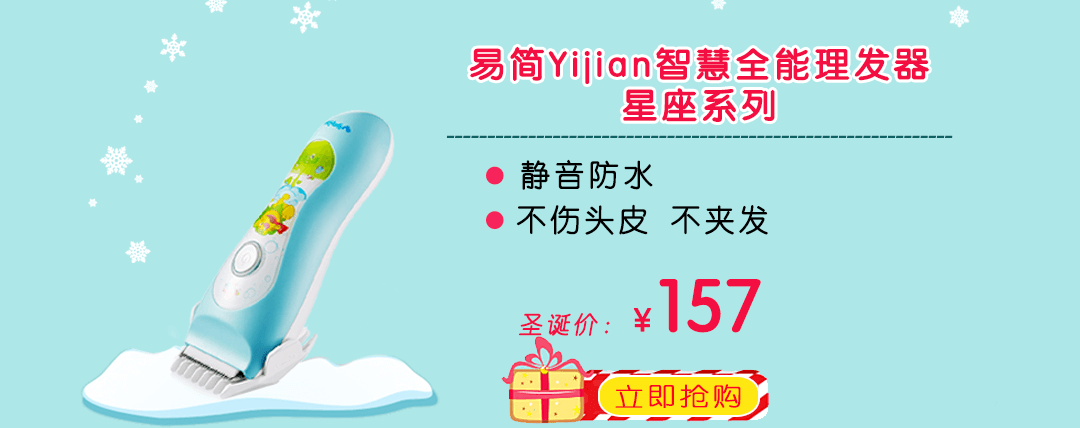 易简Yijian智慧全能理发器
星座系列
静音防水
不伤头皮 不夹发
圣诞价：¥157
立即抢购